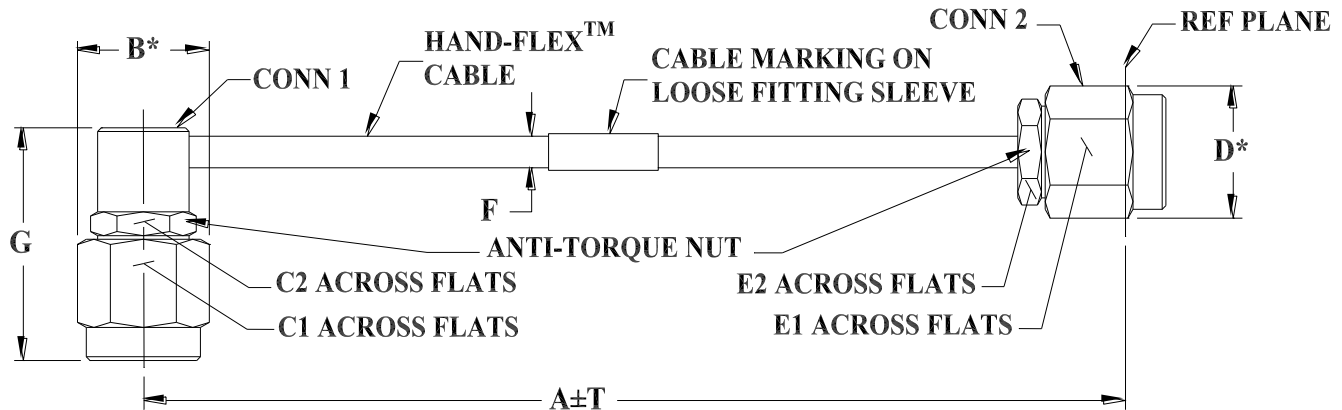 B*
CONN 1
HAND-FLEX™
CABLE
CABLE MARKING ON
LOOSE FITTING SLEEVE
CONN 2
REF PLANE
D*
F
G
ANTI-TORQUE NUT
C2 ACROSS FLATS
C1 ACROSS FLATS
E2 ACROSS FLATS
E1 ACROSS FLATS
A±T